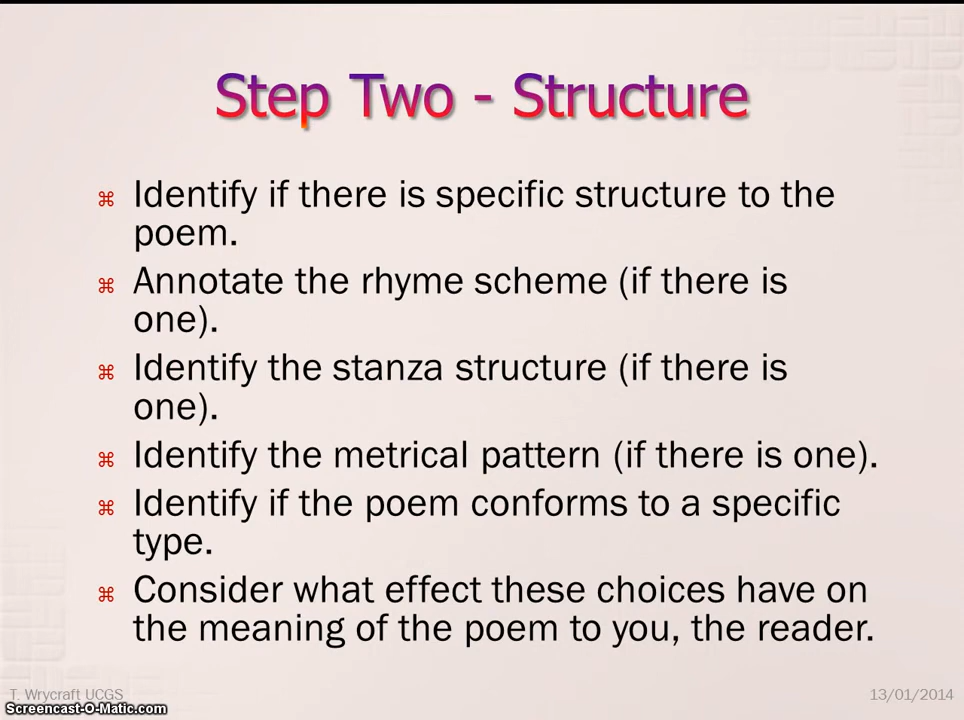 Step Two - Structure
⌘ Identify if there is specific structure to the
poem.
⌘ Annotate the rhyme scheme (if there is
one).
⌘ Identify the stanza structure (if there is
one).
⌘ Identify the metrical pattern (if there is one).
⌘ Identify if the poem conforms to a specific
type.
⌘ Consider what effect these choices have on
the meaning of the poem to you, the reader.
T. Wrycraft UCGS 13/01/2014
Screencast-O-Matic.com